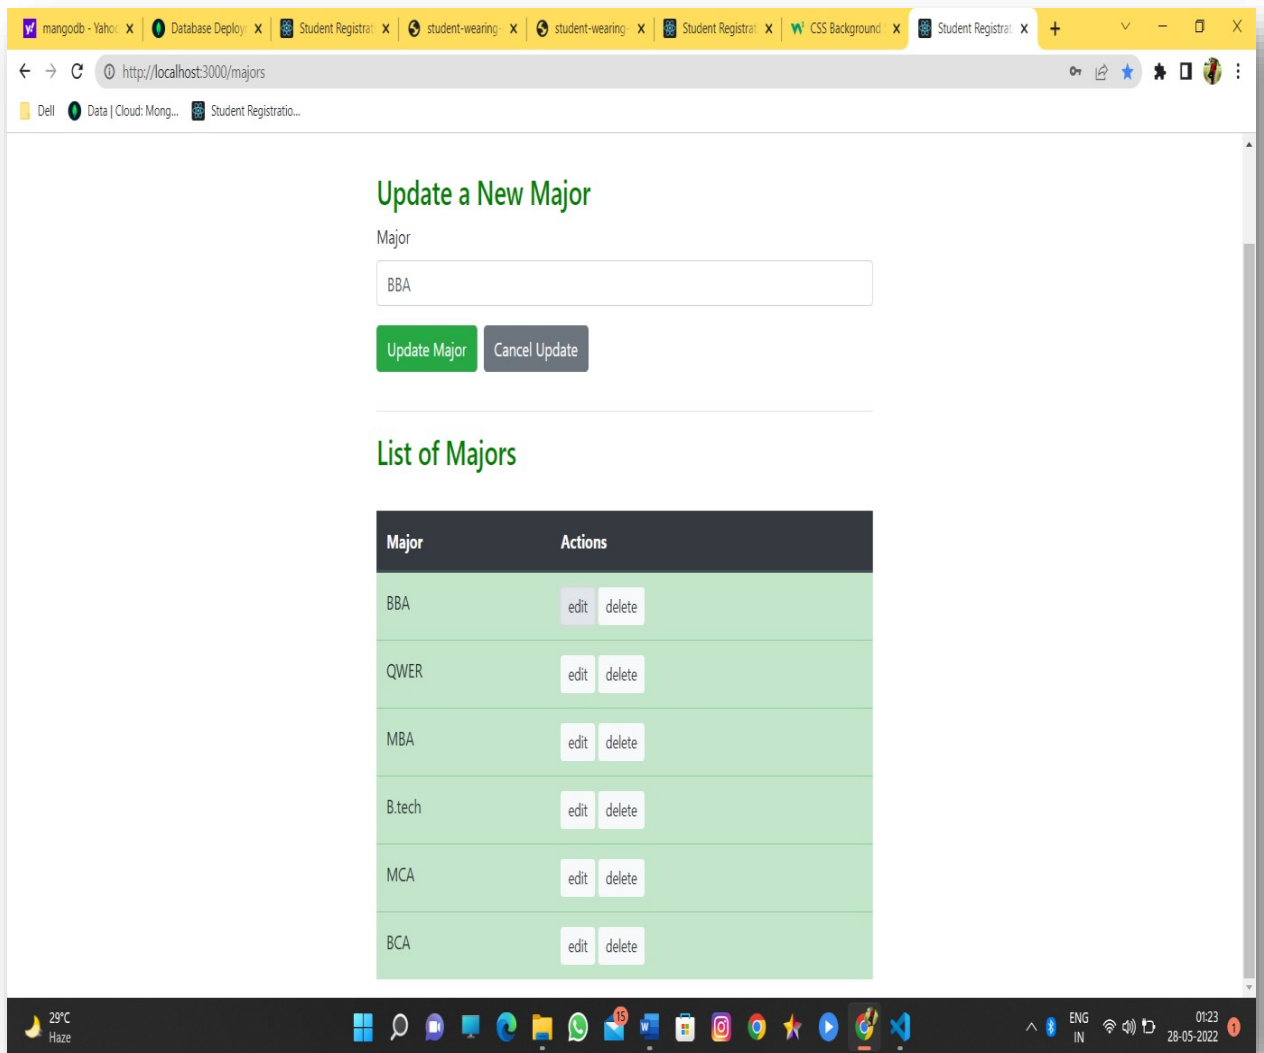 mangodb - Yahoo Database Deploy Student Registrat student-wearing- student-wearing- Student Registrat CSS Background Student Registrat
http://localhost:3000/majors
Dell Data | Cloud: Mong... Student Registratio...
Update a New Major
Major
BBA
Update Major Cancel Update
List of Majors
Major Actions
BBA edit delete
QWER edit delete
MBA edit delete
B.tech edit delete
MCA edit delete
BCA edit delete
29°C
Haze
15
ENG
IN
01:23
28-05-2022
1